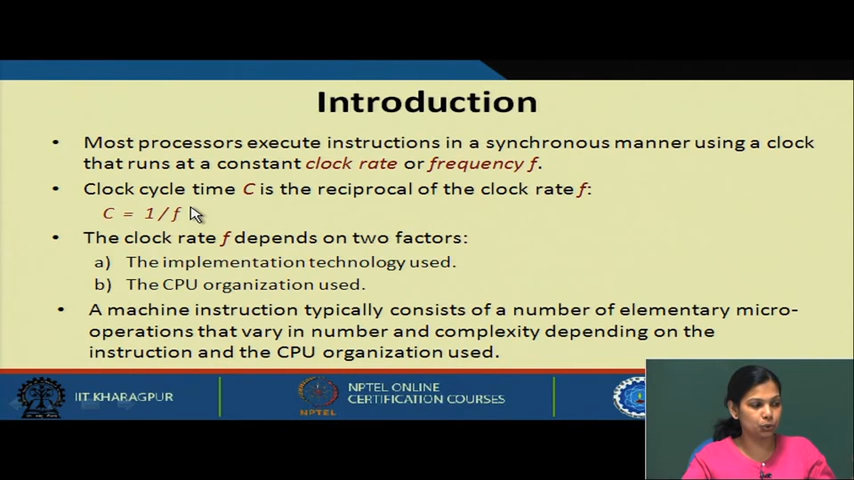 Introduction
• Most processors execute instructions in a synchronous manner using a clock
that runs at a constant clock rate or frequency f.
• Clock cycle time C is the reciprocal of the clock rate f:
C = 1/f
• The clock rate f depends on two factors:
a) The implementation technology used.
b) The CPU organization used.
• A machine instruction typically consists of a number of elementary micro-
operations that vary in number and complexity depending on the
instruction and the CPU organization used.
IIT KHARAGPUR
NPTEL
NPTEL ONLINE
CERTIFICATION COURSES